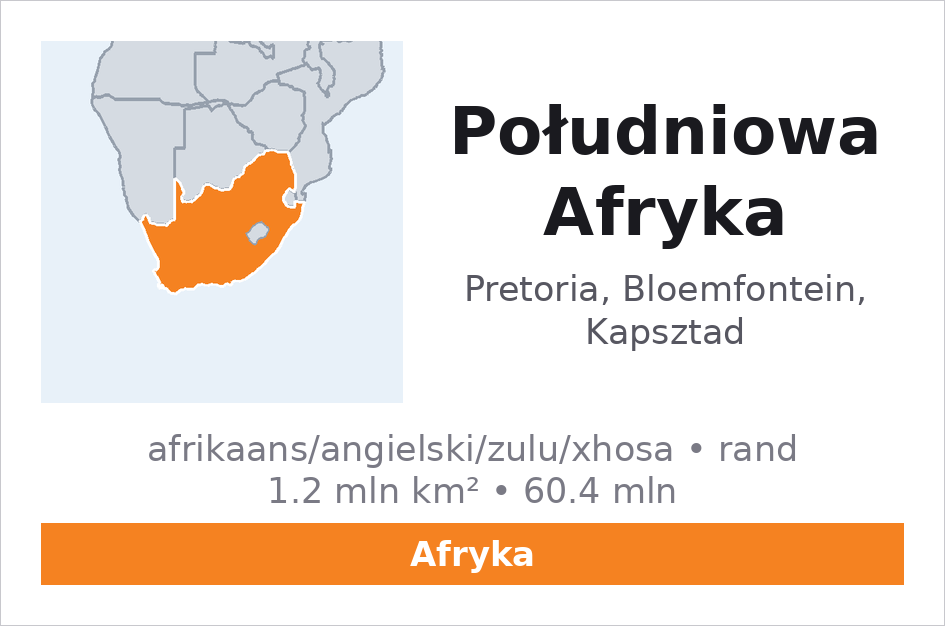 Południowa
Afryka
Pretoria, Bloemfontein,
Kapsztad
afrikaans/angielski/zulu/xhosa • rand
1.2 mln km² • 60.4 mln
Afryka